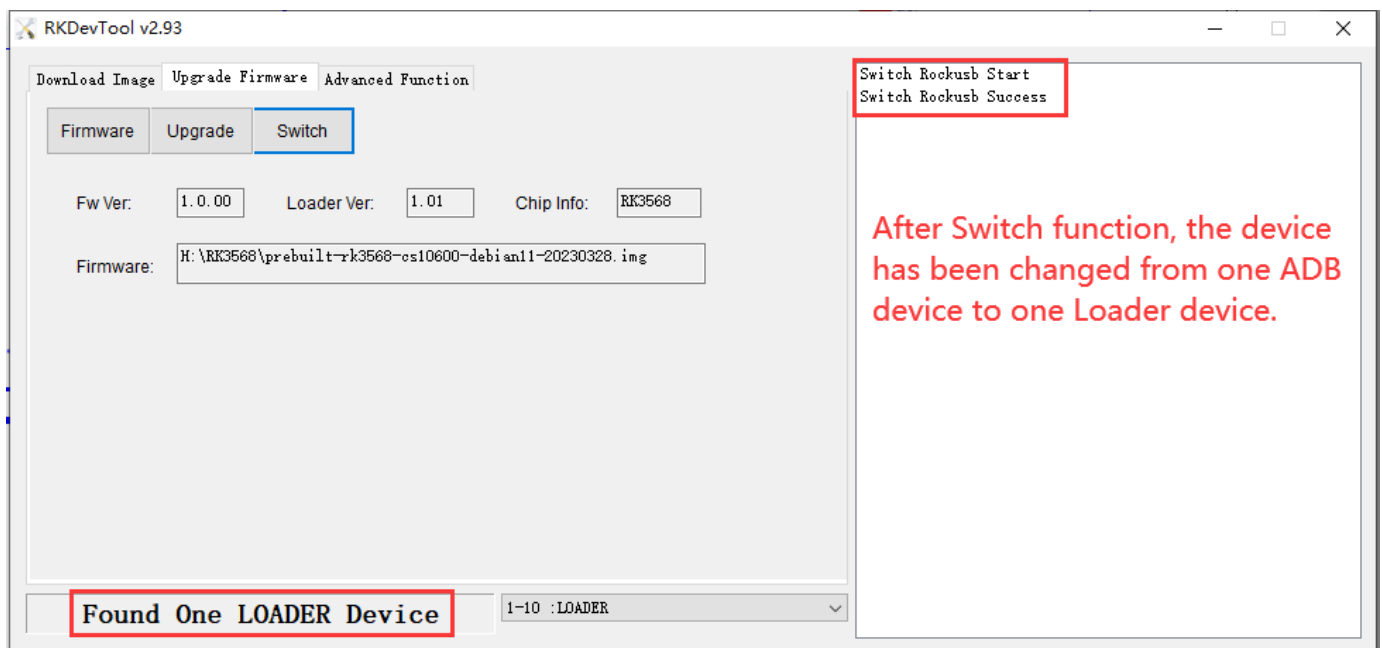 RKDevTool v2.93
Download Image Upgrade Firmware Advanced Function
Firmware Upgrade Switch
Fw Ver: 1.0.00 Loader Ver: 1.01 Chip Info: RK3568
Firmware: H:\RK3568\prebuilt-rk3568-cs10600-debian11-20230328.img
Found One LOADER Device
1-10 :LOADER
Switch Rockusb Start
Switch Rockusb Success
After Switch function, the device
has been changed from one ADB
device to one Loader device.